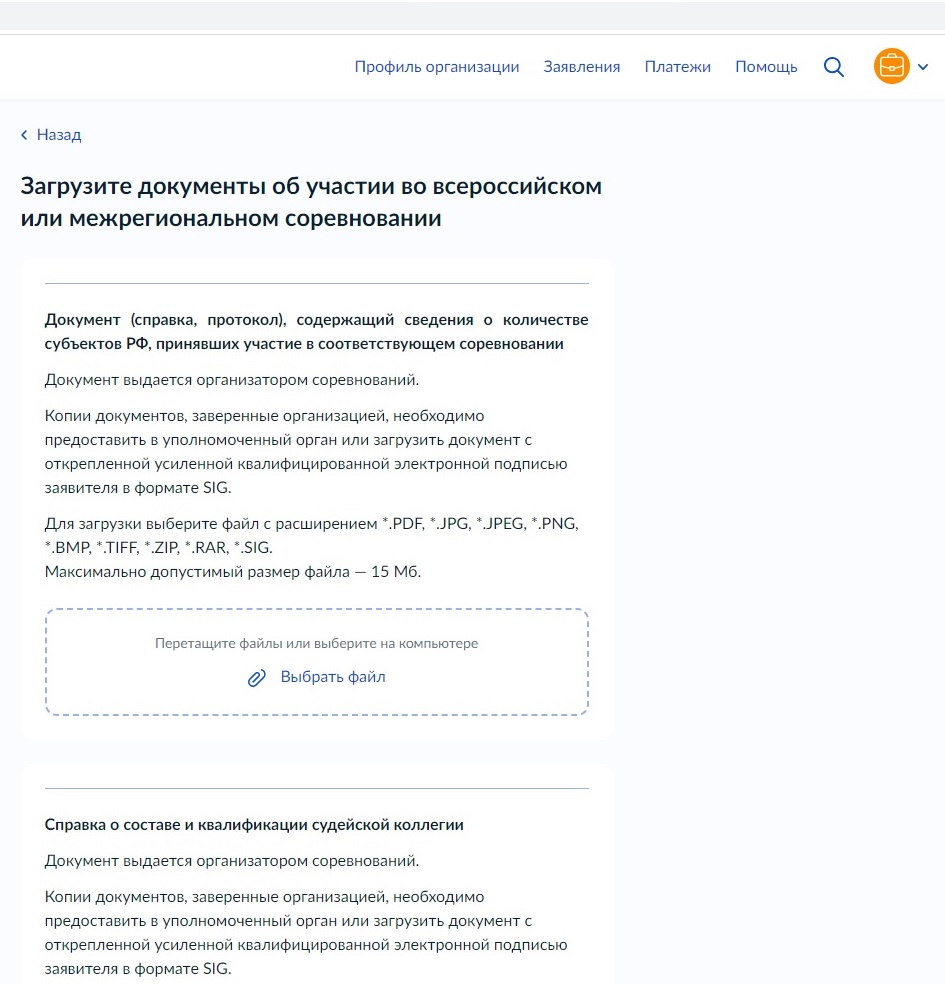 Профиль организации Заявления Платежи Помощь
Назад
Загрузите документы об участии во всероссийском
или межрегиональном соревновании
Документ (справка, протокол), содержащий сведения о количестве
субъектов РФ, принявших участие в соответствующем соревновании
Документ выдается организатором соревнований.
Копии документов, заверенные организацией, необходимо
предоставить в уполномоченный орган или загрузить документ с
открепленной усиленной квалифицированной электронной подписью
заявителя в формате SIG.
Для загрузки выберите файл с расширением *.PDF, *.JPG, *.JPEG, *.PNG,
*.BMP, *.TIFF, *.ZIP, *.RAR, *.SIG.
Максимально допустимый размер файла — 15 Мб.
Перетащите файлы или выберите на компьютере
Выбрать файл
Справка о составе и квалификации судейской коллегии
Документ выдается организатором соревнований.
Копии документов, заверенные организацией, необходимо
предоставить в уполномоченный орган или загрузить документ с
открепленной усиленной квалифицированной электронной подписью
заявителя в формате SIG.